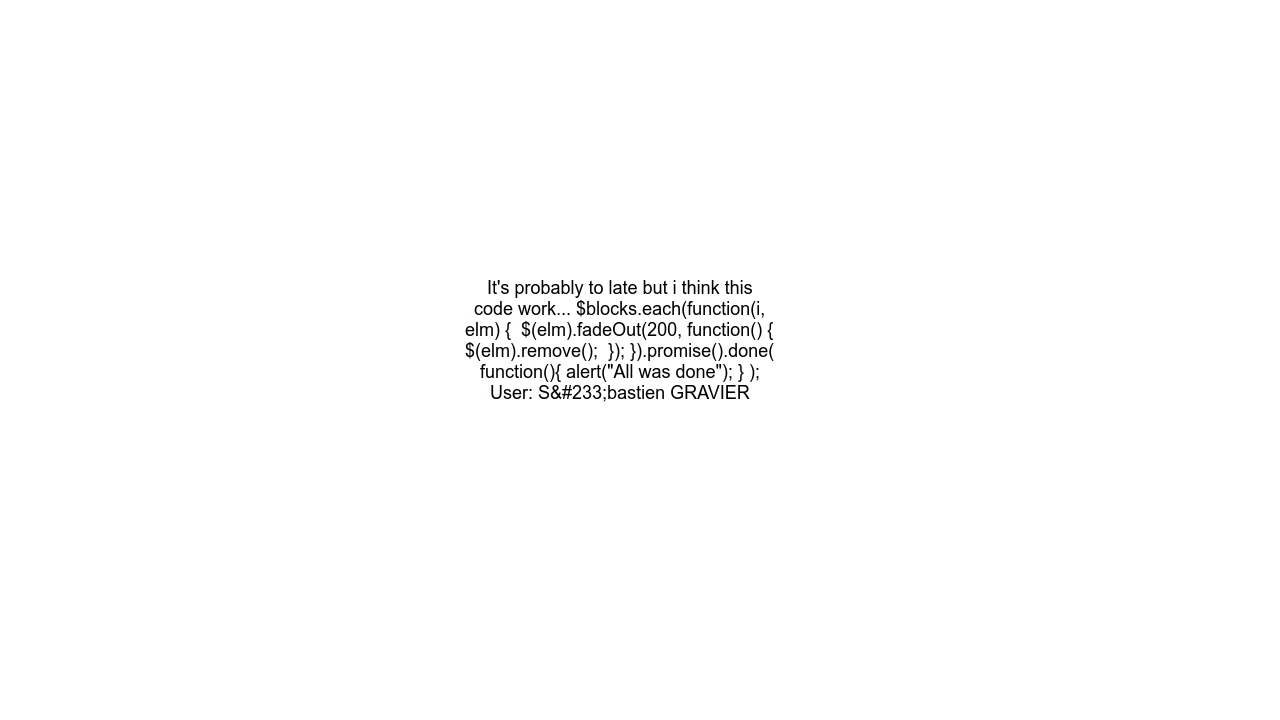 It's probably to late but i think this
code work... $blocks.each(function(i,
elm) {  $(elm).fadeOut(200, function() {
$(elm).remove();  }); }).promise().done(
function(){ alert("All was done"); } );
User: S&#233;bastien GRAVIER